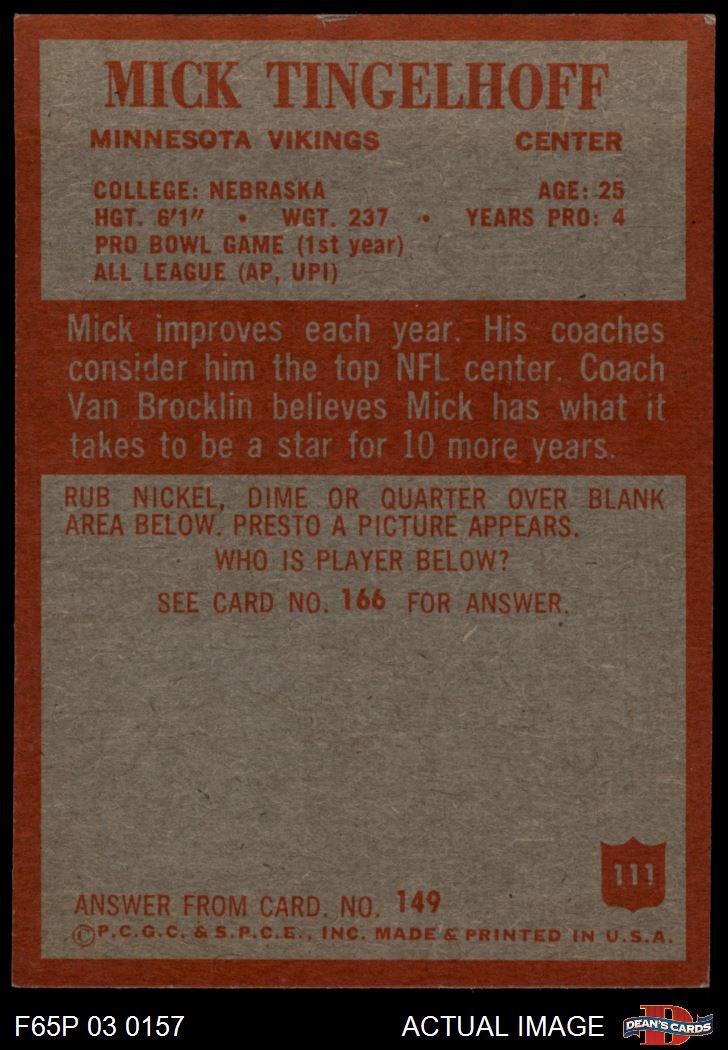 MICK TINGELHOFF
MINNESOTA VIKINGS CENTER
COLLEGE: NEBRASKA AGE: 25
HGT. 6'1" • WGT. 237 • YEARS PRO: 4
PRO BOWL GAME (1st year)
ALL LEAGUE (AP, UPI)
Mick improves each year. His coaches
consider him the top NFL center. Coach
Van Brocklin believes Mick has what it
takes to be a star for 10 more years.
RUB NICKEL, DIME OR QUARTER OVER BLANK
AREA BELOW. PRESTO A PICTURE APPEARS.
WHO IS PLAYER BELOW?
SEE CARD NO. 166 FOR ANSWER.
111
ANSWER FROM CARD. NO. 149
©P.C.G.C. & S.P.C.E., INC. MADE & PRINTED IN U.S.A.
F65P 03 0157 ACTUAL IMAGE DEAN'S CARDS